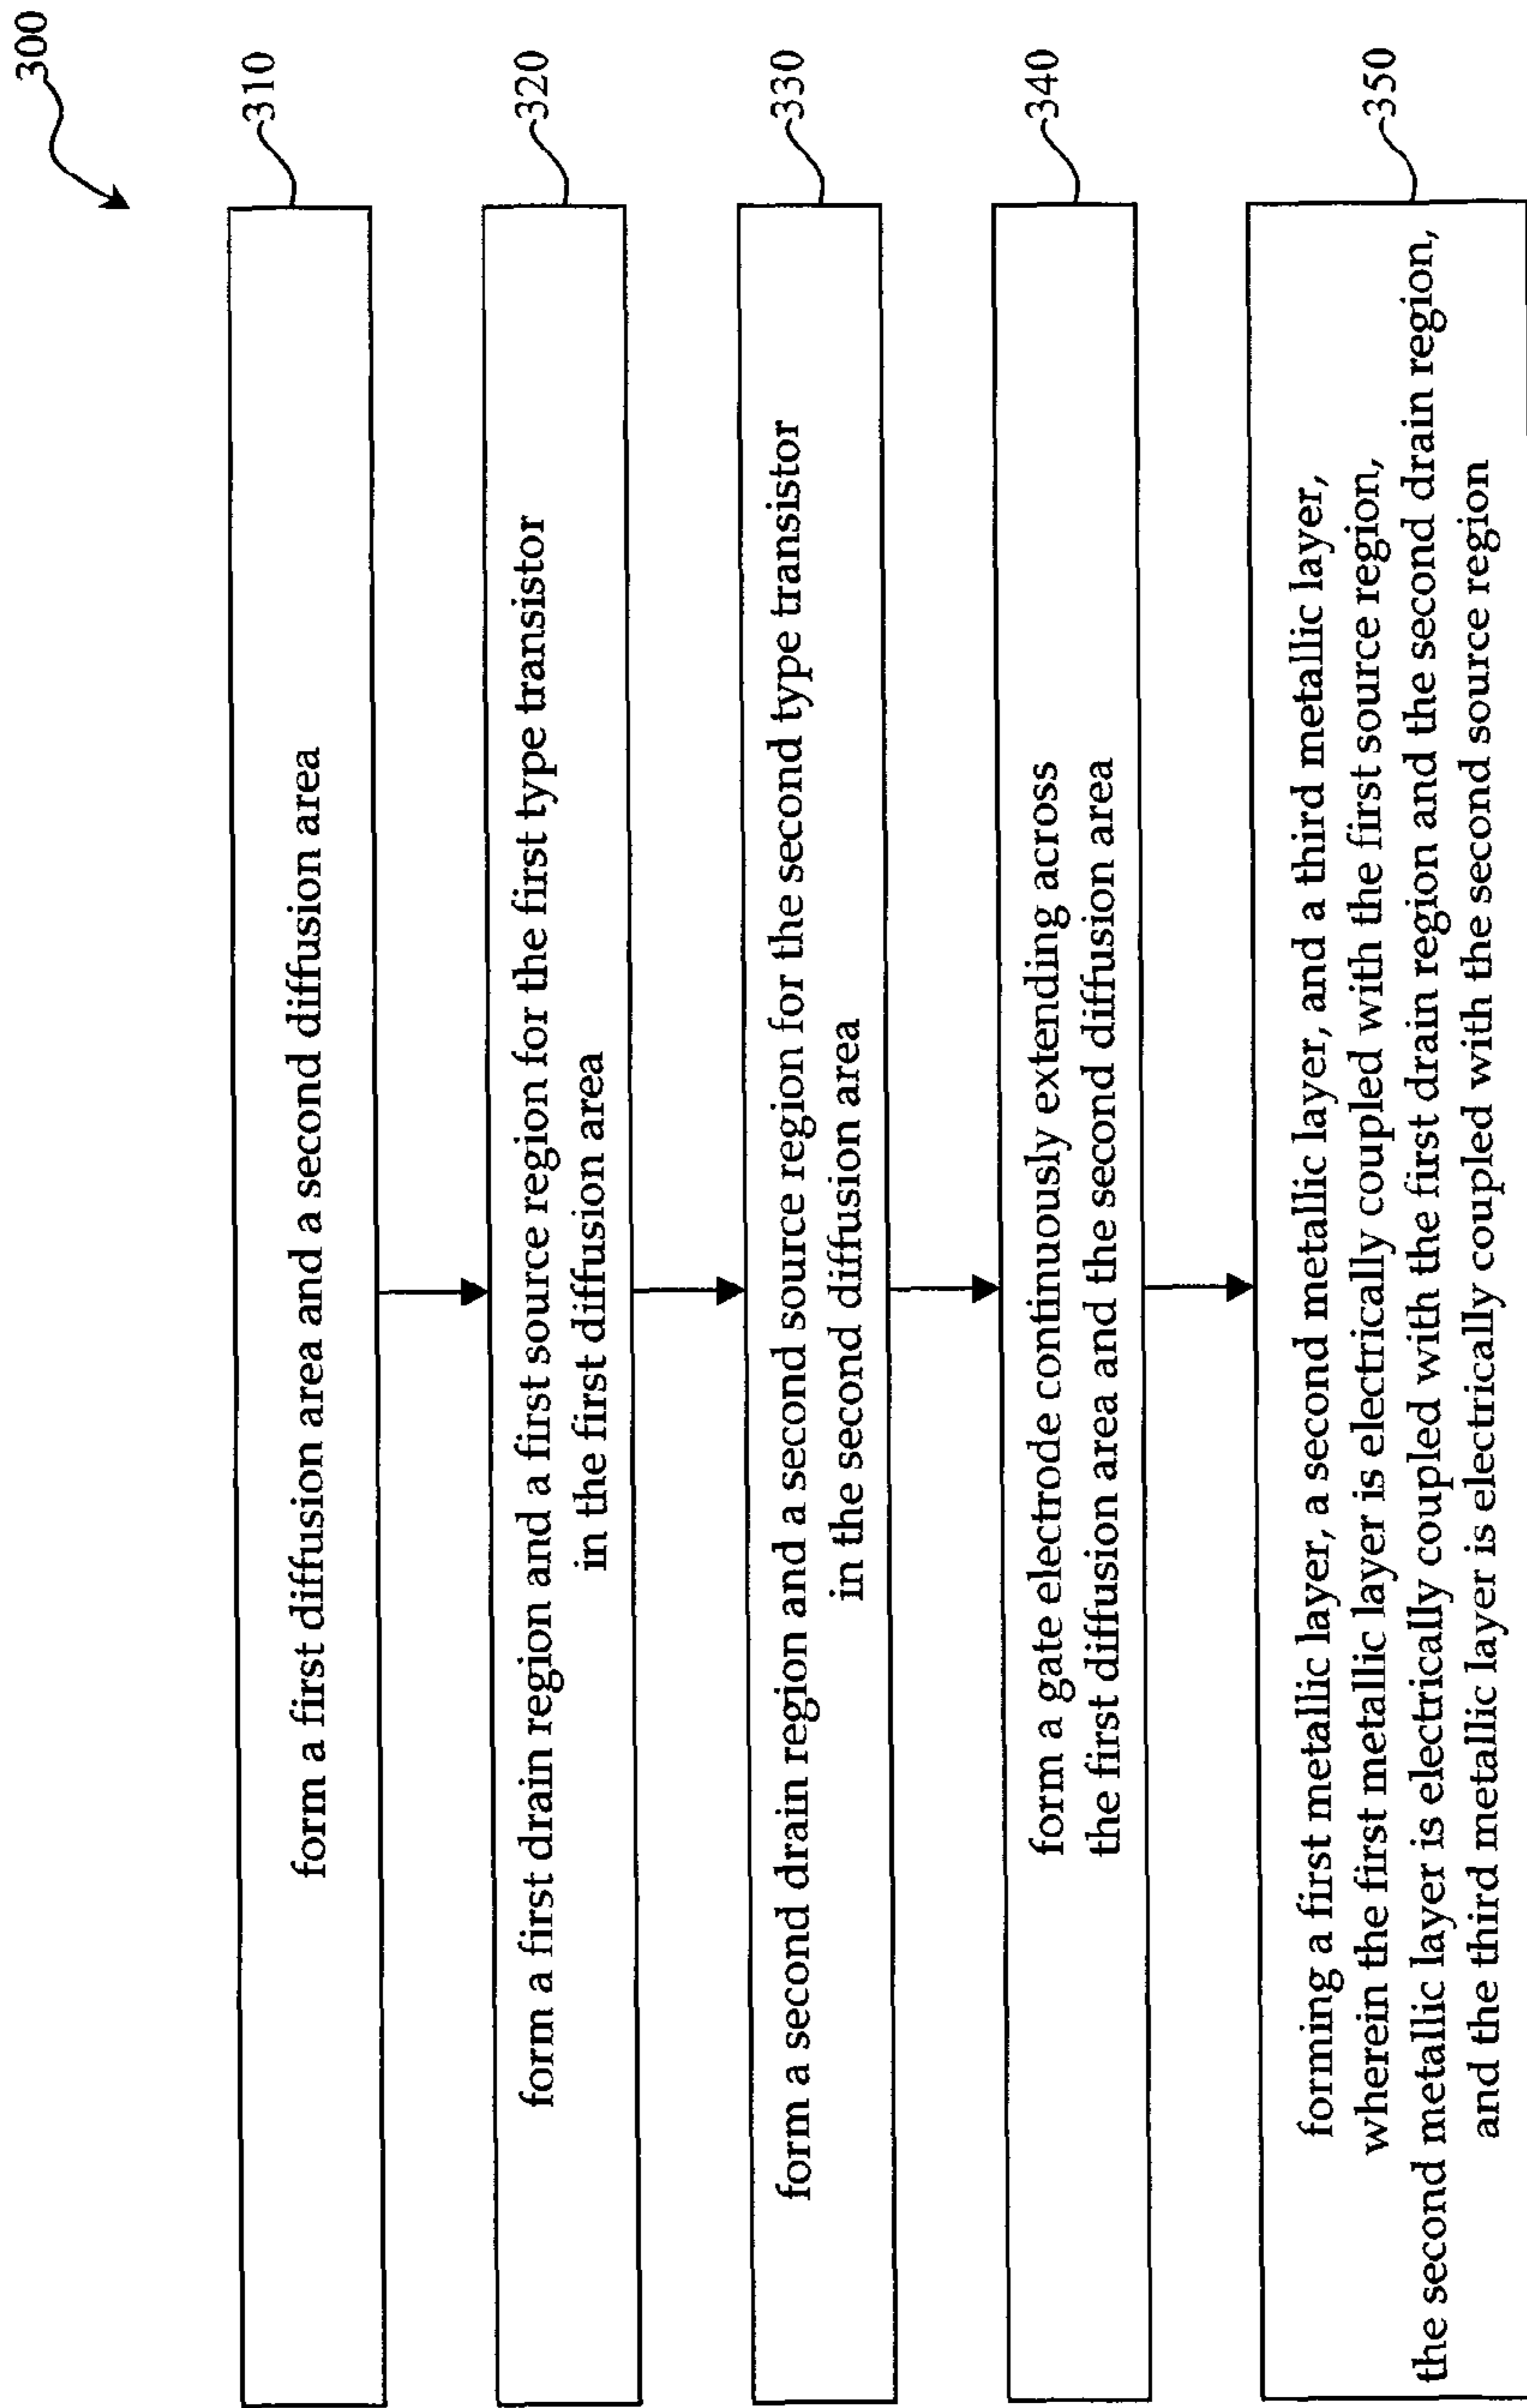 300
310
form a first diffusion area and a second diffusion area
320
form a first drain region and a first source region for the first type transistor
in the first diffusion area
330
form a second drain region and a second source region for the second type transistor
in the second diffusion area
340
form a gate electrode continuously extending across
the first diffusion area and the second diffusion area
350
forming a first metallic layer, a second metallic layer, and a third metallic layer,
wherein the first metallic layer is electrically coupled with the first source region,
the second metallic layer is electrically coupled with the first drain region and the second drain region,
and the third metallic layer is electrically coupled with the second source region